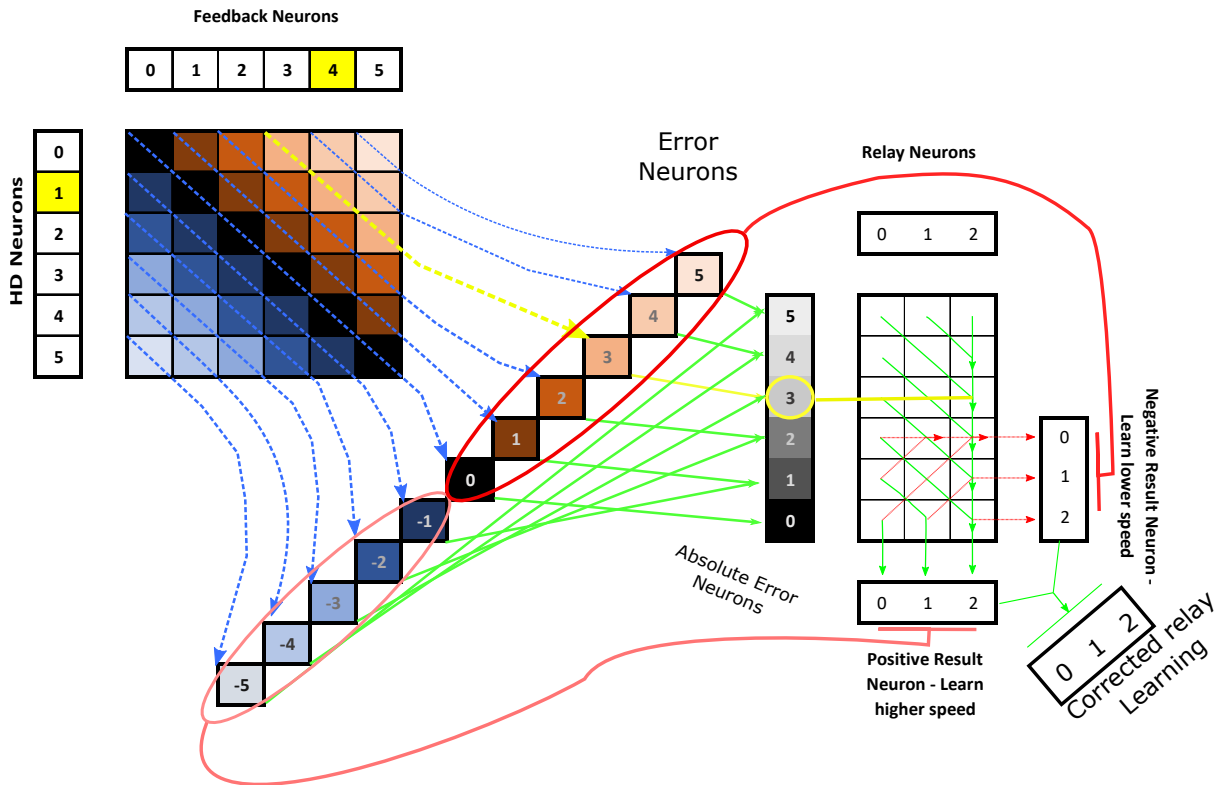 Feedback Neurons
0 1 2 3 4 5
HD Neurons
0
1
2
3
4
5
Error
Neurons
5
4
3
2
1
0
-1
-2
-3
-4
-5
5
4
3
2
1
0
Absolute Error
Neurons
Relay Neurons
0 1 2
0
1
2
Negative Result Neuron -
Learn lower speed
0 1 2
Positive Result
Neuron - Learn
higher speed
0 1 2
Corrected relay
Learning